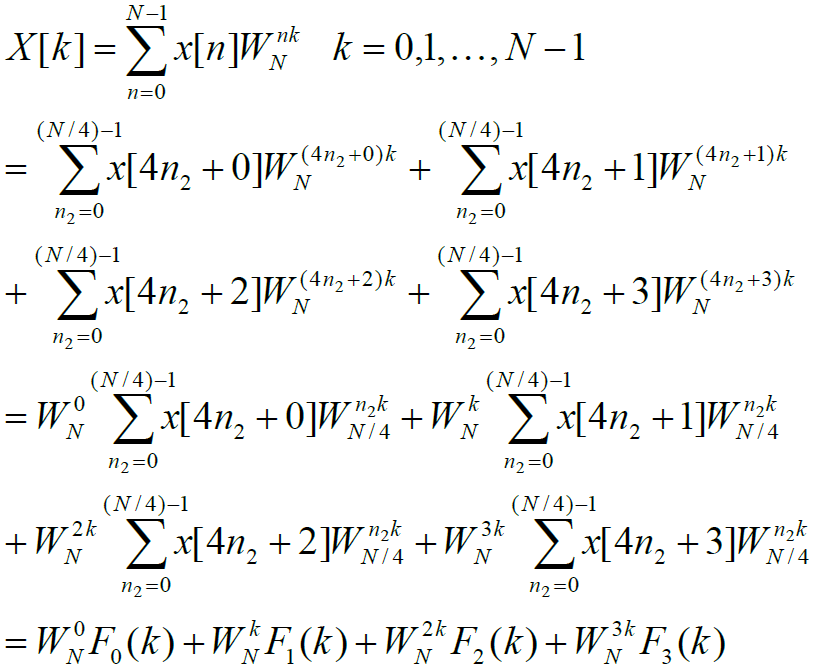 X[k] = \sum_{n=0}^{N-1} x[n] W_N^{nk} \quad k = 0,1,\ldots,N-1
= \sum_{n_2=0}^{(N/4)-1} x[4n_2+0] W_N^{(4n_2+0)k} + \sum_{n_2=0}^{(N/4)-1} x[4n_2+1] W_N^{(4n_2+1)k}
+ \sum_{n_2=0}^{(N/4)-1} x[4n_2+2] W_N^{(4n_2+2)k} + \sum_{n_2=0}^{(N/4)-1} x[4n_2+3] W_N^{(4n_2+3)k}
= W_N^0 \sum_{n_2=0}^{(N/4)-1} x[4n_2+0] W_{N/4}^{n_2k} + W_N^k \sum_{n_2=0}^{(N/4)-1} x[4n_2+1] W_{N/4}^{n_2k}
+ W_N^{2k} \sum_{n_2=0}^{(N/4)-1} x[4n_2+2] W_{N/4}^{n_2k} + W_N^{3k} \sum_{n_2=0}^{(N/4)-1} x[4n_2+3] W_{N/4}^{n_2k}
= W_N^0 F_0(k) + W_N^k F_1(k) + W_N^{2k} F_2(k) + W_N^{3k} F_3(k)